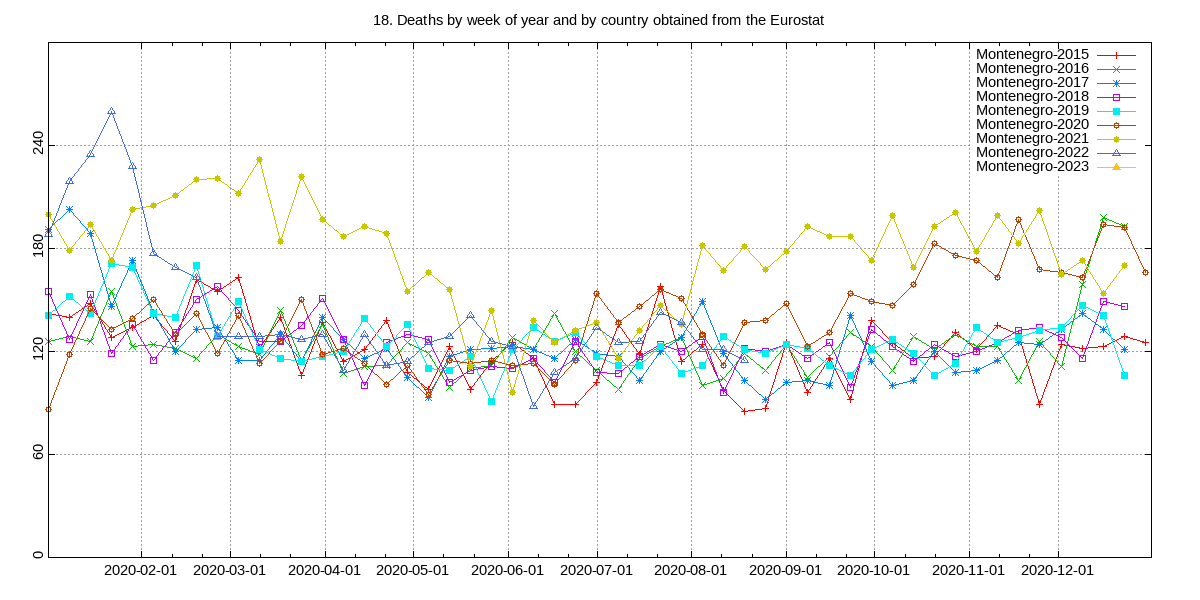 18. Deaths by week of year and by country obtained from the Eurostat
Montenegro-2015
Montenegro-2016
Montenegro-2017
Montenegro-2018
Montenegro-2019
Montenegro-2020
Montenegro-2021
Montenegro-2022
Montenegro-2023
240
180
120
60
0
2020-02-01 2020-03-01 2020-04-01 2020-05-01 2020-06-01 2020-07-01 2020-08-01 2020-09-01 2020-10-01 2020-11-01 2020-12-01